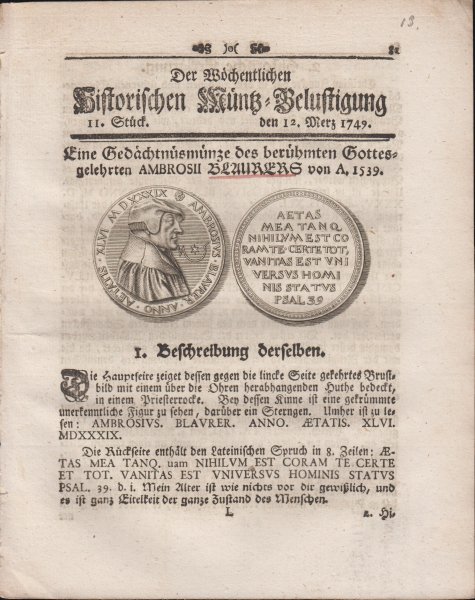 13.
)o( 81
Der Wöchentlichen
Historischen Müntz-Belustigung
11. Stück. den 12. Merz 1749.
Eine Gedächtnüsmünze des berühmten Gottes-
gelehrten AMBROSII BLAURERS von A. 1539.
AMBROSIVS. BLAVRER. ANNO. AETATIS. XLVI M D XXXIX
AETAS
MEA TANQ
NIHILVM EST CO
RAM TE·CERTE TOT,
VANITAS EST VNI
VERSVS HOMI
NIS STATVS
PSAL 39
1. Beschreibung derselben.
Die Hauptseite zeiget dessen gegen die lincke Seite gekehrtes Brust-
bild mit einem über die Ohren herabhangenden Huthe bedeckt,
in einem Priesterrocke. Bey dessen Kinne ist eine gekrümmte
unerkenntliche Figur zu sehen, darüber ein Sterngen. Umher ist zu le-
sen: AMBROSIVS. BLAVRER. ANNO. ÆTATIS. XLVI.
MDXXXIX.
Die Rückseite enthält den Lateinischen Spruch in 8. Zeilen: Æ-
TAS MEA TANQ. uam NIHILVM EST CORAM TE CERTE
ET TOT. VANITAS EST VNIVERSVS HOMINIS STATVS
PSAL. 39. d. i. Mein Alter ist wie nichts vor dir gewißlich, und
es ist ganz Eitelkeit der ganze Zustand des Menschen.
L 2. Hi-